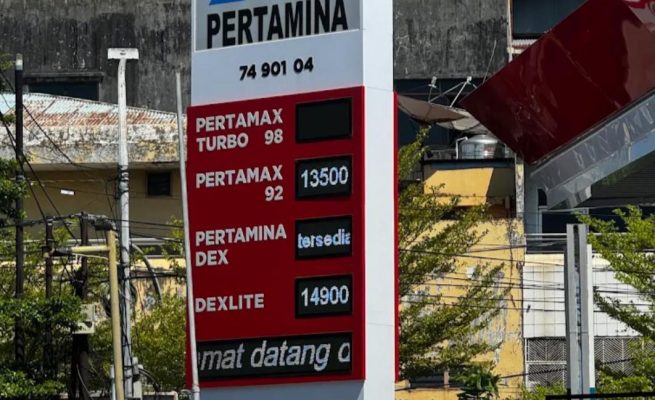 PERTAMINA
74 901 04
PERTAMAX
TURBO 98
PERTAMAX
92
13500
PERTAMINA
DEX
tersedia
DEXLITE
14900
mat datang